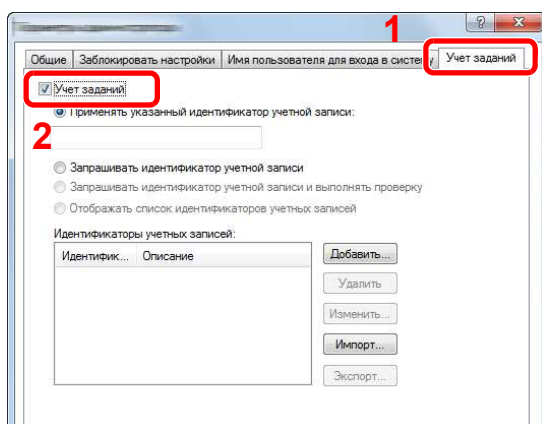 1
Общие Заблокировать настройки Имя пользователя для входа в систему Учет заданий
Учет заданий
Применять указанный идентификатор учетной записи:
2
Запрашивать идентификатор учетной записи
Запрашивать идентификатор учетной записи и выполнять проверку
Отображать список идентификаторов учетных записей
Идентификаторы учетных записей:
Идентифик... Описание
Добавить...
Удалить
Изменить...
Импорт...
Экспорт...